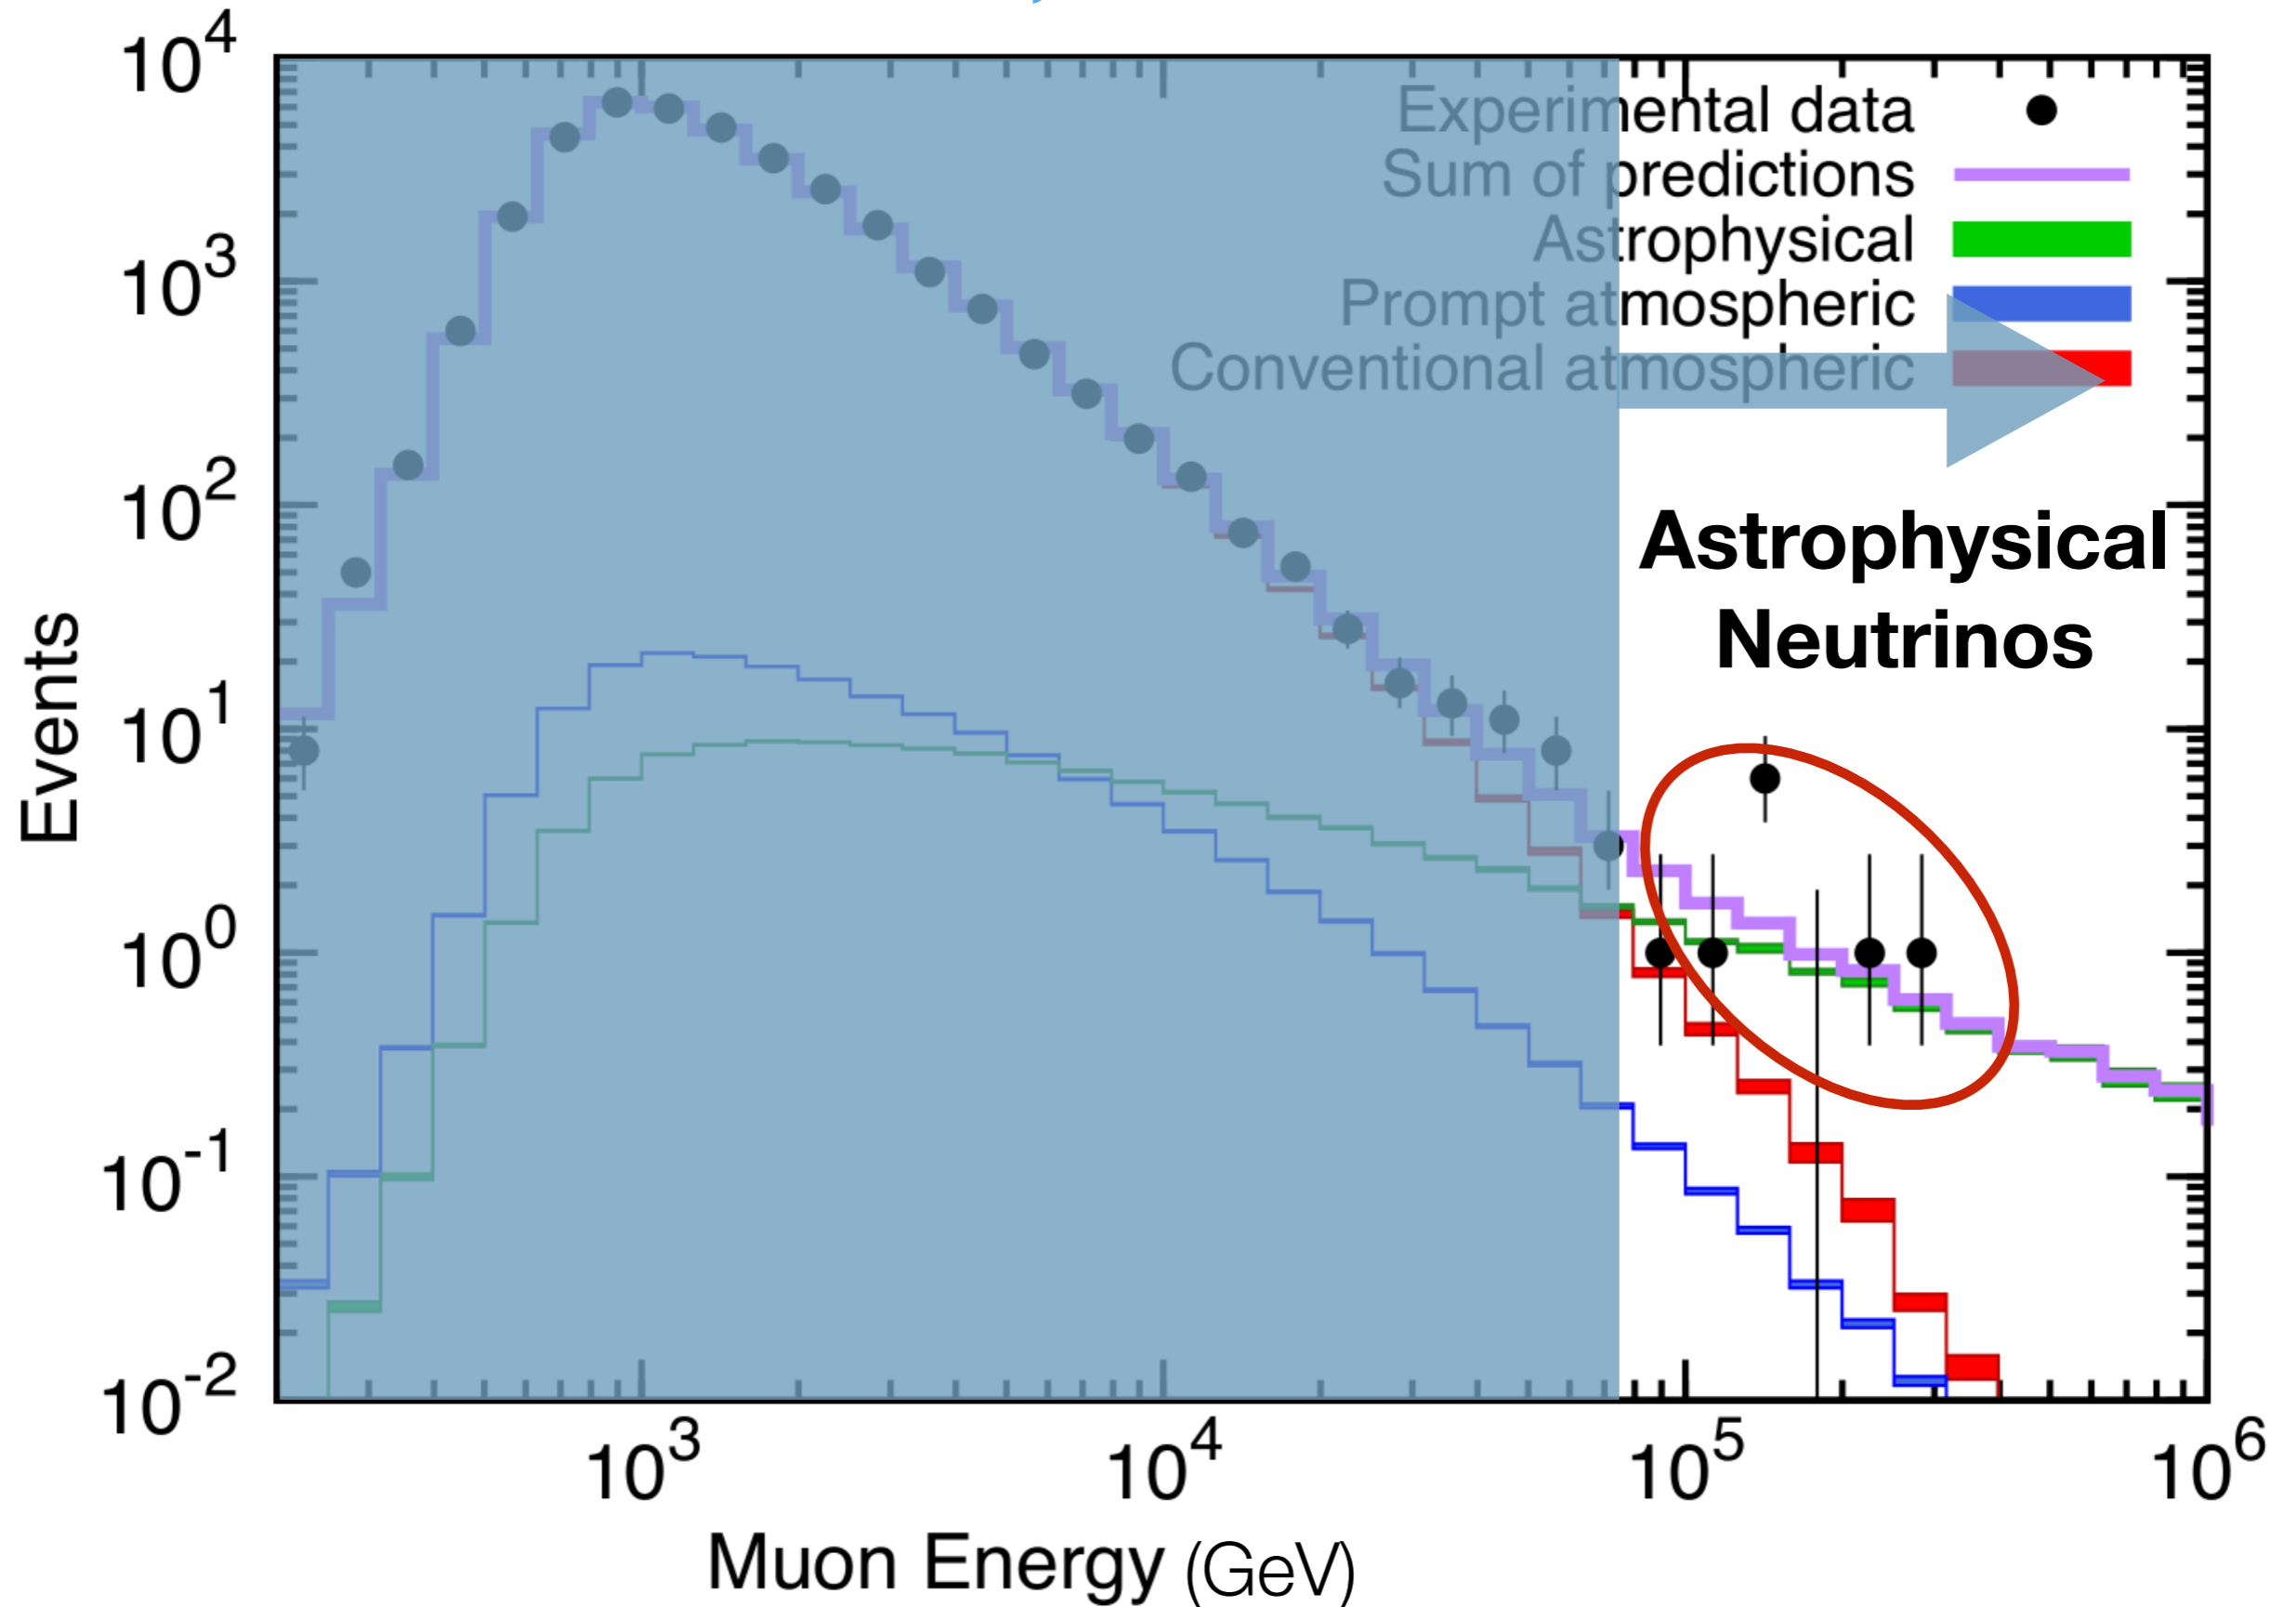 10^4
10^3
10^2
10^1
10^0
10^-1
10^-2
Events
Experimental data
Sum of predictions
Astrophysical
Prompt atmospheric
Conventional atmospheric
Astrophysical
Neutrinos
10^3 10^4 10^5 10^6
Muon Energy (GeV)